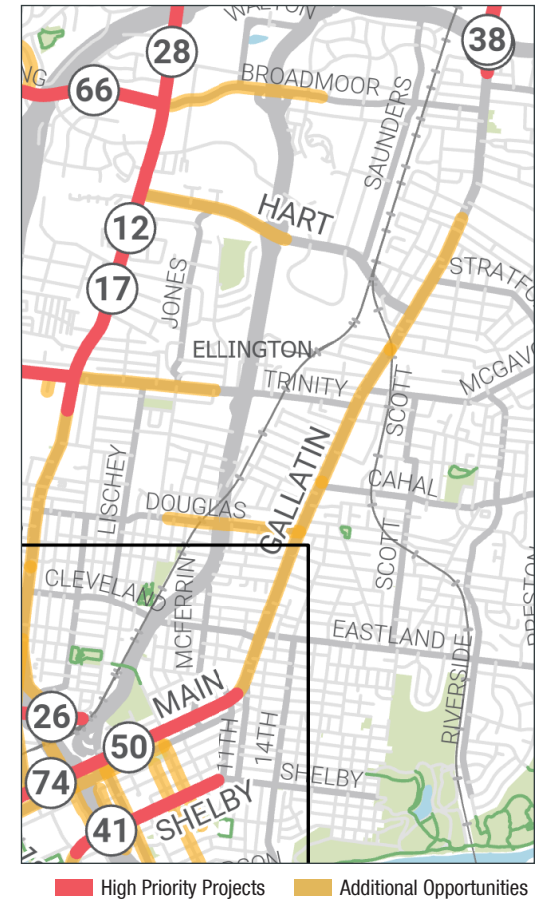 WALTON
28
38
NG
66
BROADMOOR
SAUNDERS
HART
12
17
JONES
STRATFO
ELLINGTON
TRINITY
MCGAV
SCOTT
GALLATIN
LISCHEY
CAHAL
DOUGLAS
SCOTT
CLEVELAND
MCFERRIN
PRESTON
EASTLAND
RIVERSIDE
MAIN
26
50
11TH
14TH
74
SHELBY
SHELBY
41
High Priority Projects
Additional Opportunities